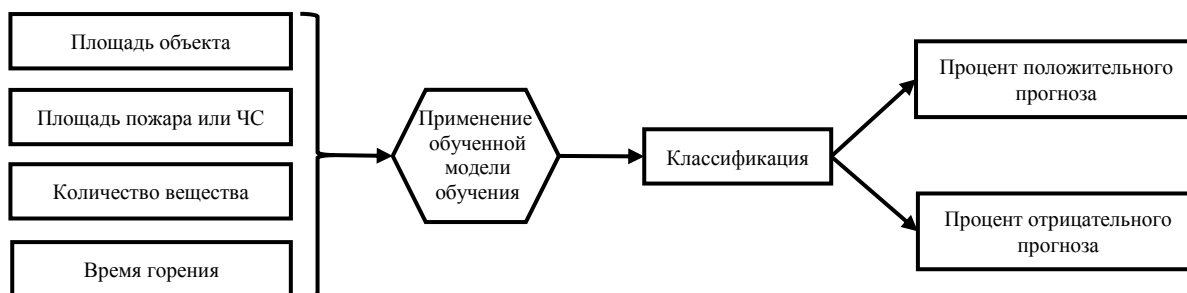 Площадь объекта
Площадь пожара или ЧС
Количество вещества
Время горения
Применение
обученной
модели
обучения
Классификация
Процент положительного
прогноза
Процент отрицательного
прогноза